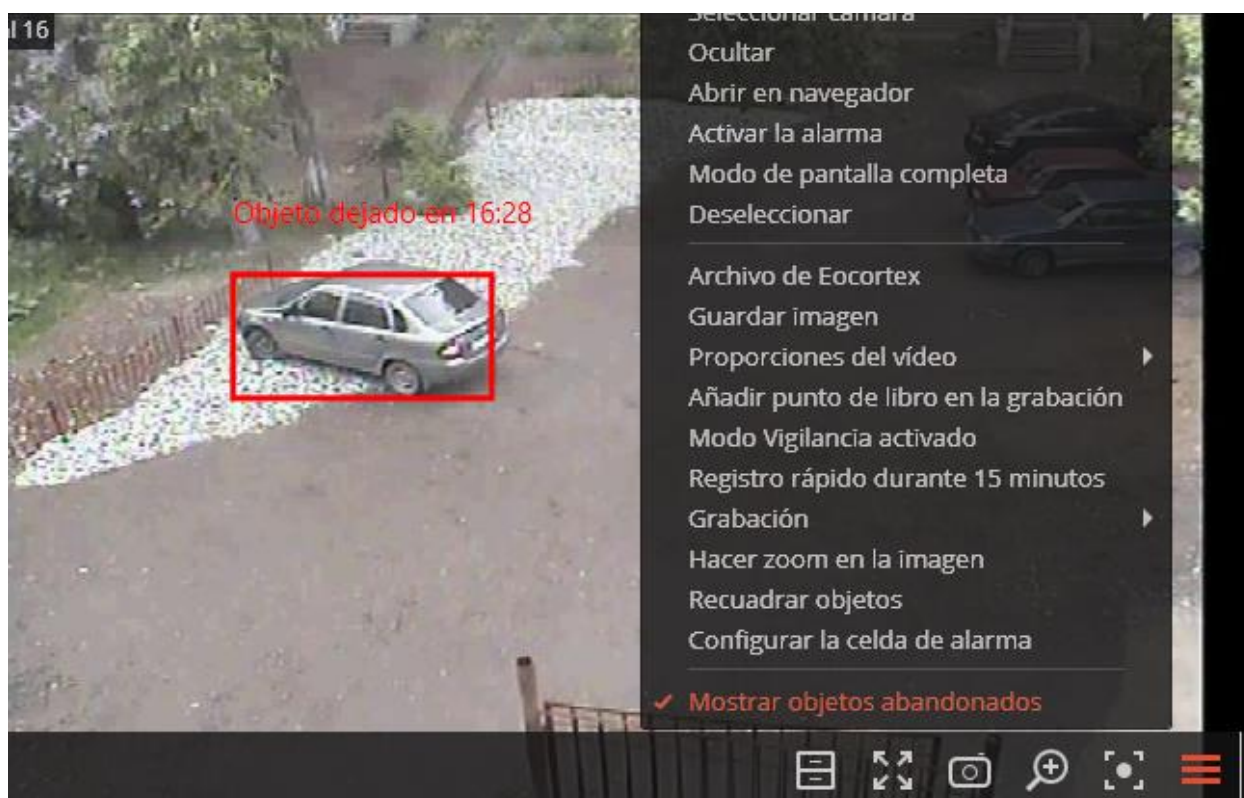 l 16
Seleccionar cámara
Ocultar
Abrir en navegador
Activar la alarma
Modo de pantalla completa
Deseleccionar
Objeto dejado en 16:28
Archivo de Eocortex
Guardar imagen
Proporciones del vídeo
Añadir punto de libro en la grabación
Modo Vigilancia activado
Registro rápido durante 15 minutos
Grabación
Hacer zoom en la imagen
Recuadrar objetos
Configurar la celda de alarma
Mostrar objetos abandonados